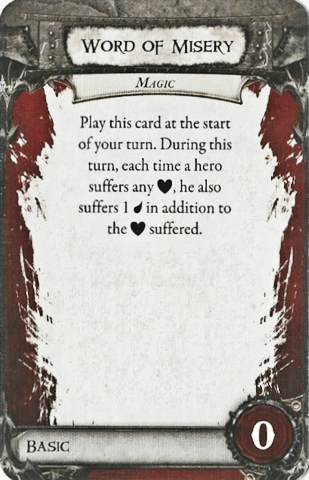 Word of Misery
Magic
Play this card at the start
of your turn. During this
turn, each time a hero
suffers any ♥, he also
suffers 1 💧 in addition to
the ♥ suffered.
Basic
0